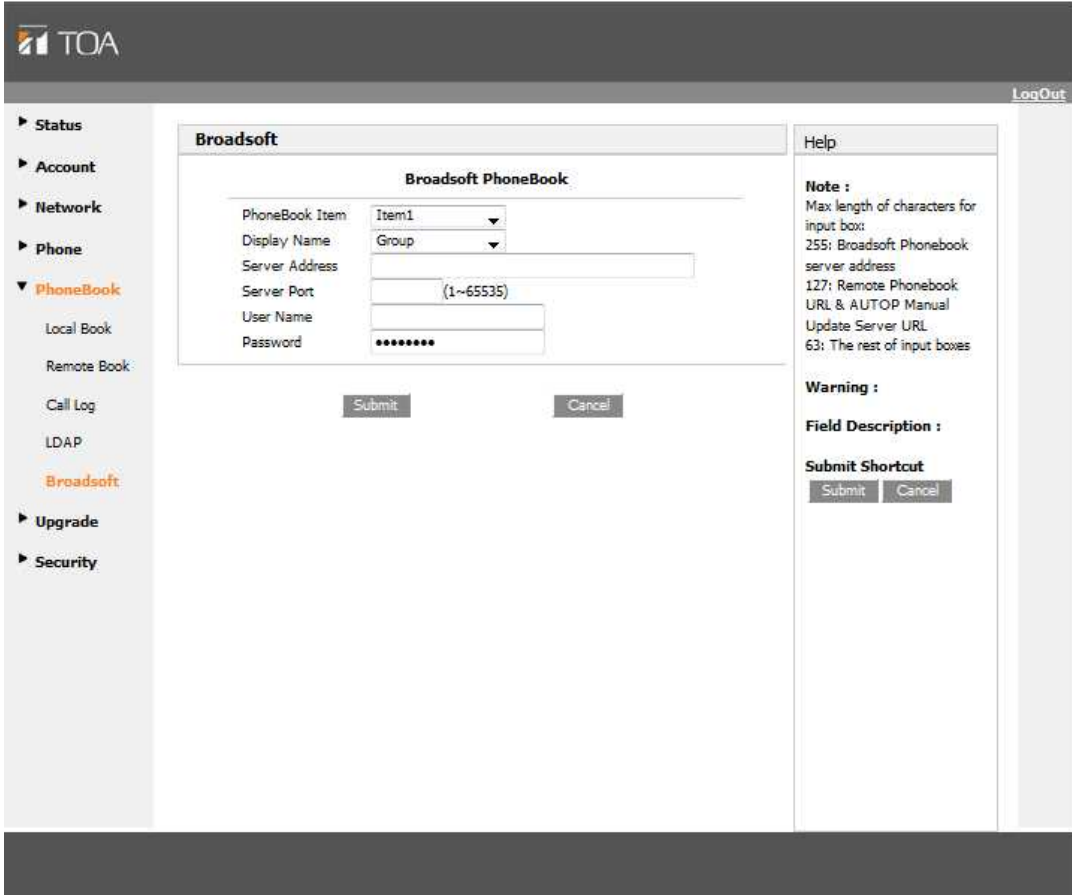 TOA
LogOut
Status
Account
Network
Phone
PhoneBook
Local Book
Remote Book
Call Log
LDAP
Broadsoft
Upgrade
Security
Broadsoft
Broadsoft PhoneBook
PhoneBook Item Item1
Display Name Group
Server Address
Server Port (1~65535)
User Name
Password ••••••••
Submit Cancel
Help
Note :
Max length of characters for
input box:
255: Broadsoft Phonebook
server address
127: Remote Phonebook
URL & AUTOP Manual
Update Server URL
63: The rest of input boxes
Warning :
Field Description :
Submit Shortcut
Submit Cancel